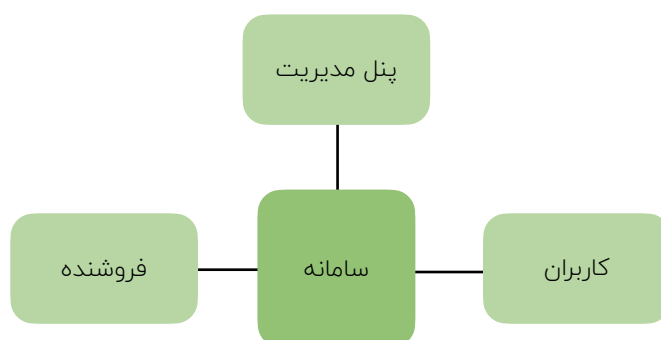 پنل مدیریت
کاربران
سامانه
فروشنده